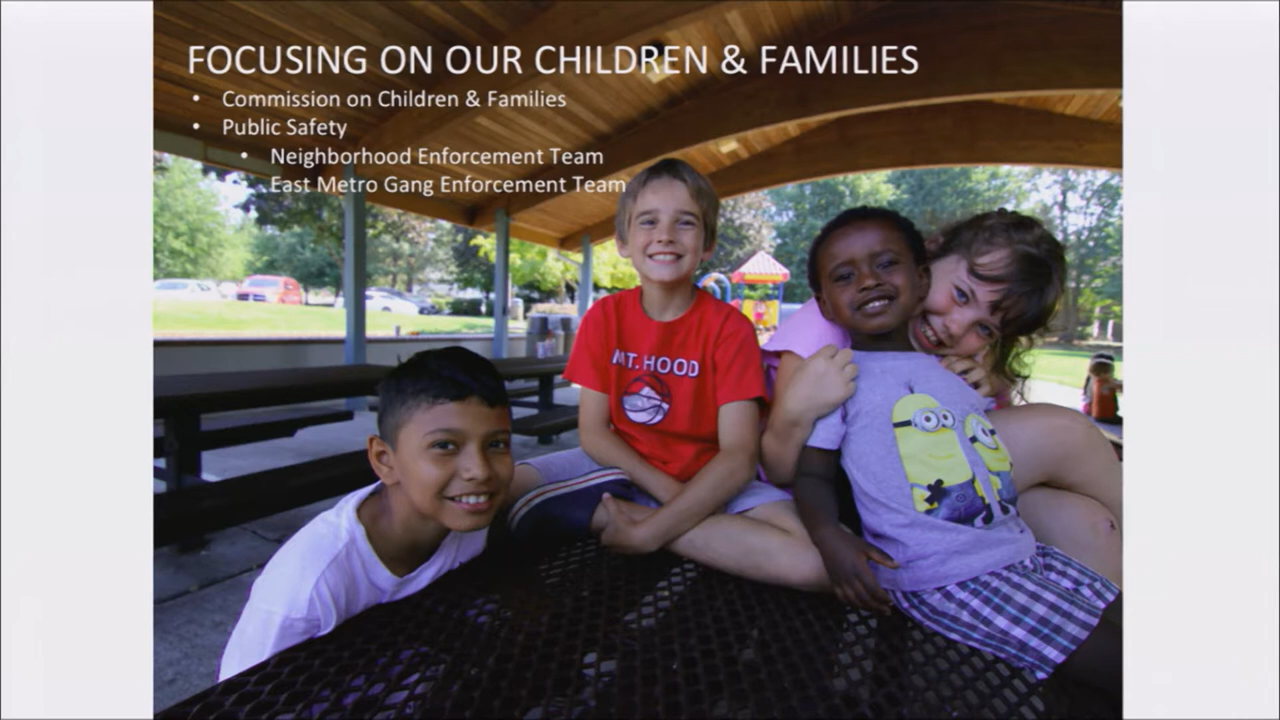 FOCUSING ON OUR CHILDREN & FAMILIES
• Commission on Children & Families
• Public Safety
• Neighborhood Enforcement Team
East Metro Gang Enforcement Team
MT. HOOD